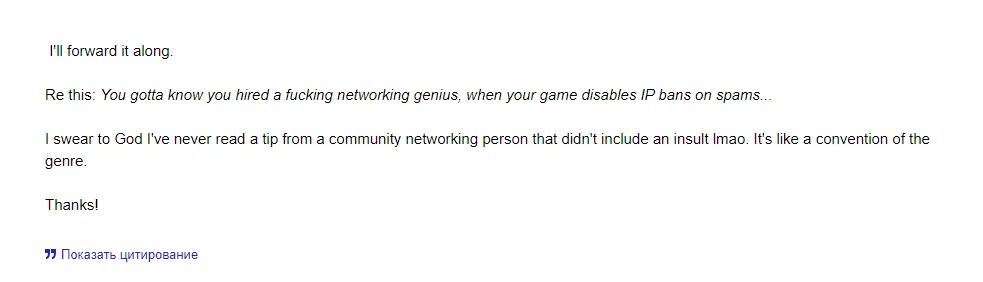 I'll forward it along.
Re this: You gotta know you hired a fucking networking genius, when your game disables IP bans on spams...
I swear to God I've never read a tip from a community networking person that didn't include an insult lmao. It's like a convention of the
genre.
Thanks!
Показать цитирование